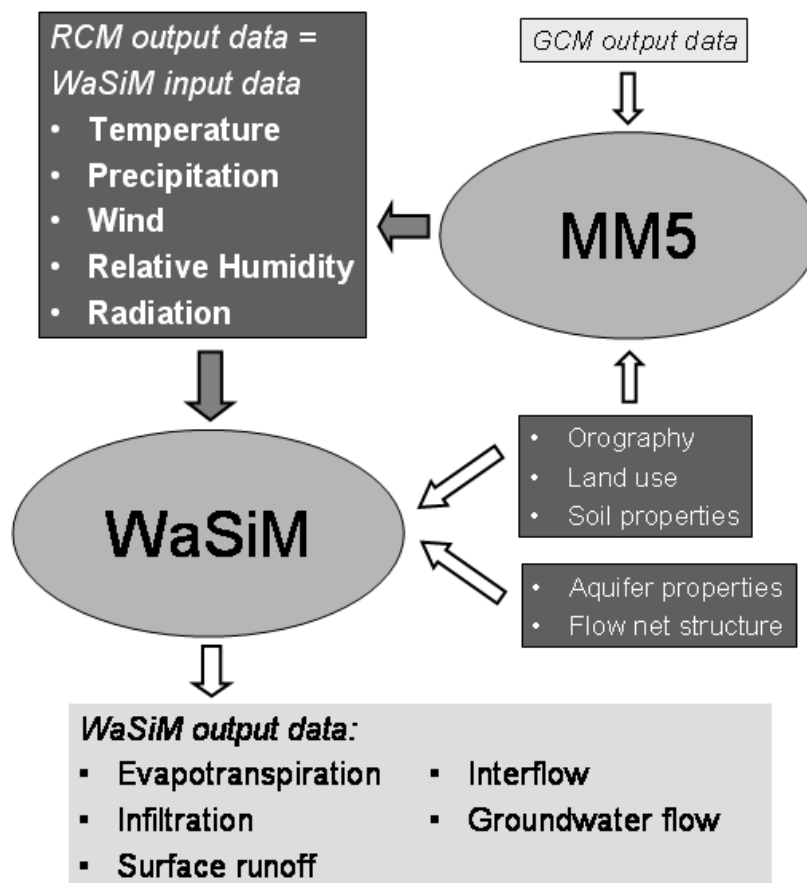 RCM output data =
WaSiM input data
• Temperature
• Precipitation
• Wind
• Relative Humidity
• Radiation
GCM output data
MM5
• Orography
• Land use
• Soil properties
WaSiM
• Aquifer properties
• Flow net structure
WaSiM output data:
▪ Evapotranspiration
▪ Infiltration
▪ Surface runoff
▪ Interflow
▪ Groundwater flow